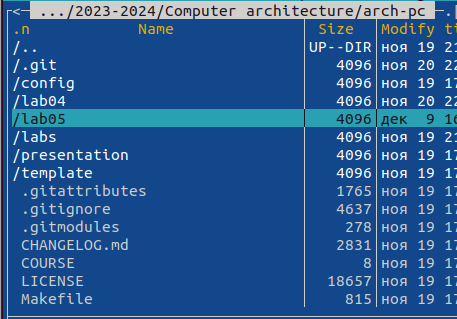 <─ .../2023-2024/Computer architecture/arch-pc ─.
.n Name Size Modify ti
/.. UP--DIR ноя 19 21
/.git 4096 ноя 20 22
/config 4096 ноя 19 17
/lab04 4096 ноя 20 22
/lab05 4096 дек 9 16
/labs 4096 ноя 19 21
/presentation 4096 ноя 19 17
/template 4096 ноя 19 17
.gitattributes 1765 ноя 19 17
.gitignore 4637 ноя 19 17
.gitmodules 278 ноя 19 17
CHANGELOG.md 2831 ноя 19 17
COURSE 8 ноя 19 17
LICENSE 18657 ноя 19 17
Makefile 815 ноя 19 17